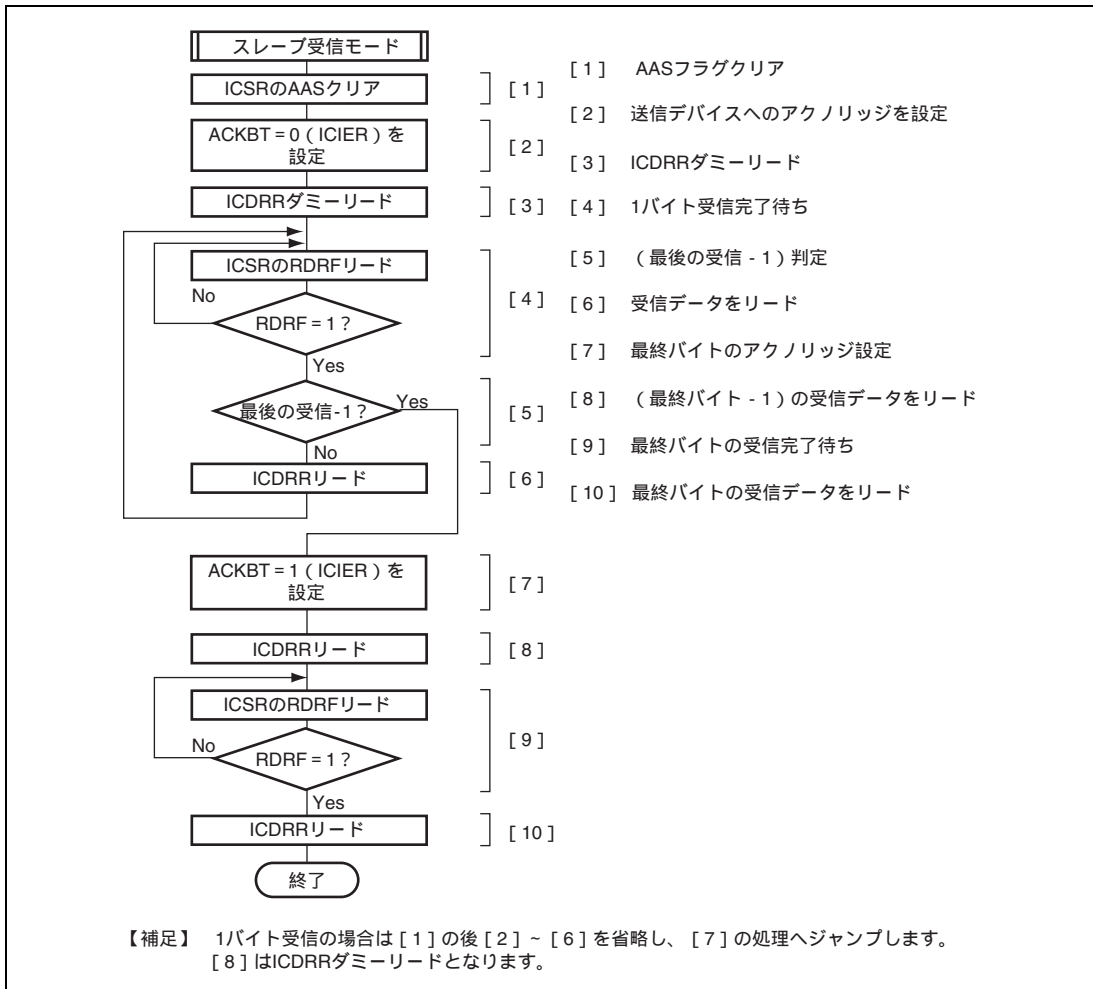 スレーブ受信モード
ICSRのAASクリア
[ 1 ]
ACKBT = 0 ( ICIER ) を
設定
[ 2 ]
ICDRRダミーリード
[ 3 ]
ICSRのRDRFリード
No
RDRF = 1 ?
[ 4 ]
Yes
最後の受信-1?
Yes
[ 5 ]
No
ICDRRリード
[ 6 ]
ACKBT = 1 ( ICIER ) を
設定
[ 7 ]
ICDRRリード
[ 8 ]
ICSRのRDRFリード
No
RDRF = 1 ?
[ 9 ]
Yes
ICDRRリード
[ 10 ]
終了
[ 1 ] AASフラグクリア
[ 2 ] 送信デバイスへのアクノリッジを設定
[ 3 ] ICDRRダミーリード
[ 4 ] 1バイト受信完了待ち
[ 5 ] ( 最後の受信 - 1 ) 判定
[ 6 ] 受信データをリード
[ 7 ] 最終バイトのアクノリッジ設定
[ 8 ] ( 最終バイト - 1 ) の受信データをリード
[ 9 ] 最終バイトの受信完了待ち
[ 10 ] 最終バイトの受信データをリード
【補足】 1バイト受信の場合は [ 1 ] の後 [ 2 ] ~ [ 6 ] を省略し、 [ 7 ] の処理へジャンプします。
[ 8 ] はICDRRダミーリードとなります。